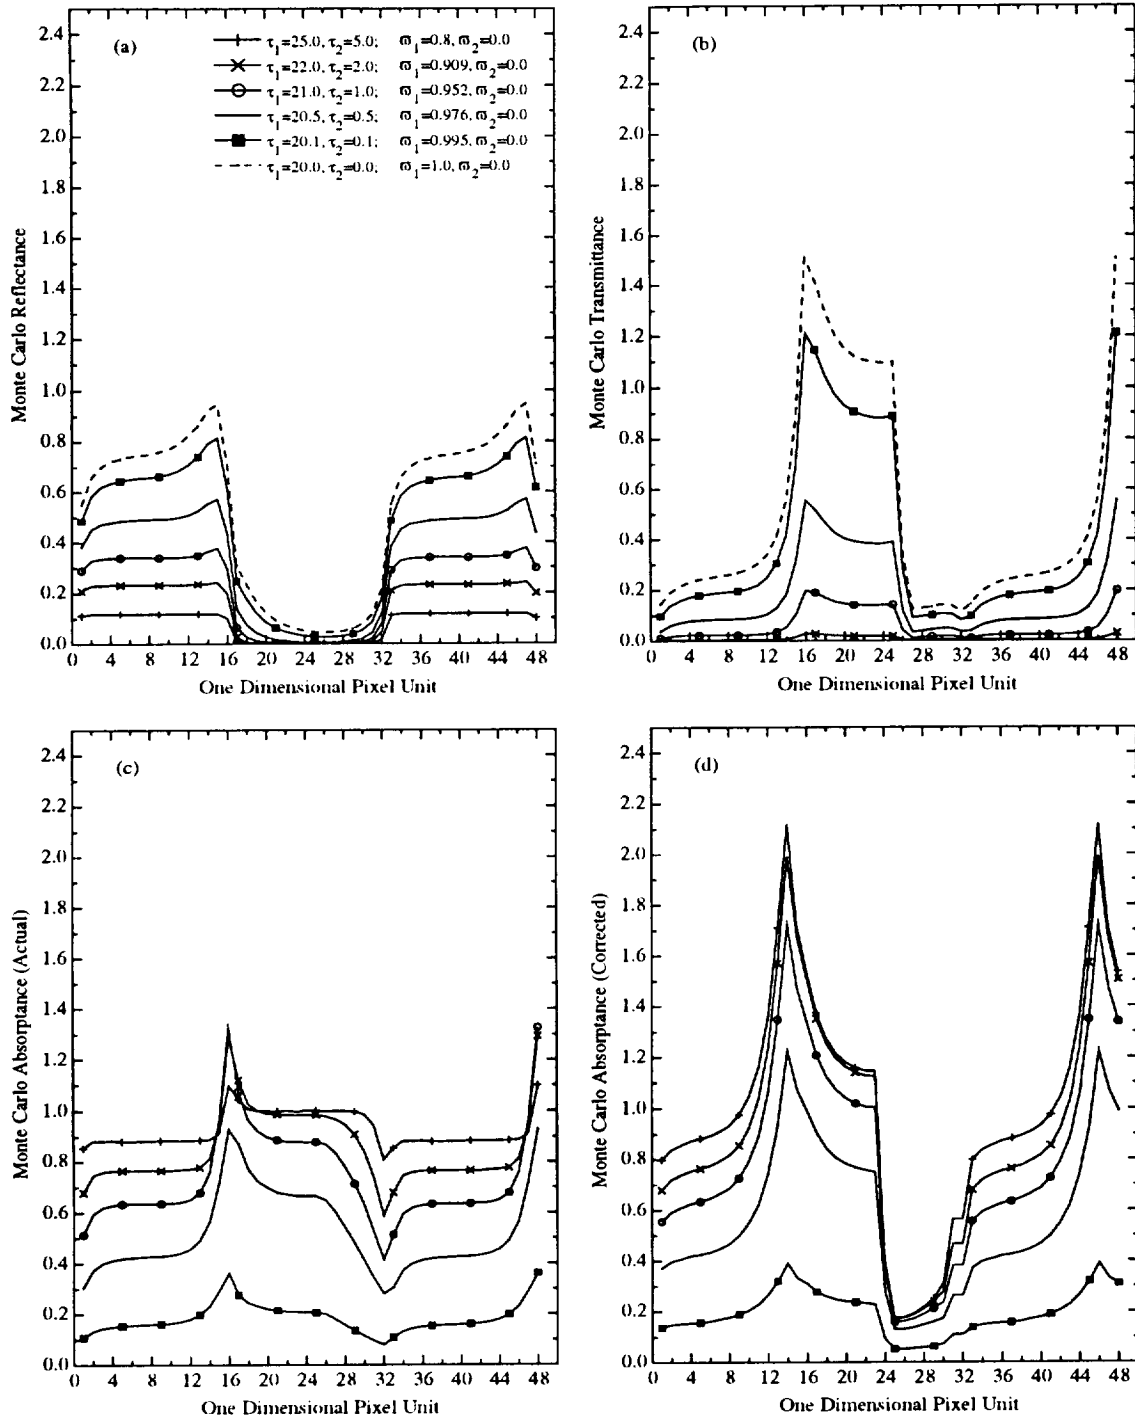 (a)
τ1=25.0, τ2=5.0; ϖ1=0.8, ϖ2=0.0
τ1=22.0, τ2=2.0; ϖ1=0.909, ϖ2=0.0
τ1=21.0, τ2=1.0; ϖ1=0.952, ϖ2=0.0
τ1=20.5, τ2=0.5; ϖ1=0.976, ϖ2=0.0
τ1=20.1, τ2=0.1; ϖ1=0.995, ϖ2=0.0
τ1=20.0, τ2=0.0; ϖ1=1.0, ϖ2=0.0
Monte Carlo Reflectance
2.4
2.2
2.0
1.8
1.6
1.4
1.2
1.0
0.8
0.6
0.4
0.2
0.0
0 4 8 12 16 20 24 28 32 36 40 44 48
One Dimensional Pixel Unit
(b)
Monte Carlo Transmittance
2.4
2.2
2.0
1.8
1.6
1.4
1.2
1.0
0.8
0.6
0.4
0.2
0.0
0 4 8 12 16 20 24 28 32 36 40 44 48
One Dimensional Pixel Unit
(c)
Monte Carlo Absorptance (Actual)
2.4
2.2
2.0
1.8
1.6
1.4
1.2
1.0
0.8
0.6
0.4
0.2
0.0
0 4 8 12 16 20 24 28 32 36 40 44 48
One Dimensional Pixel Unit
(d)
Monte Carlo Absorptance (Corrected)
2.4
2.2
2.0
1.8
1.6
1.4
1.2
1.0
0.8
0.6
0.4
0.2
0.0
0 4 8 12 16 20 24 28 32 36 40 44 48
One Dimensional Pixel Unit